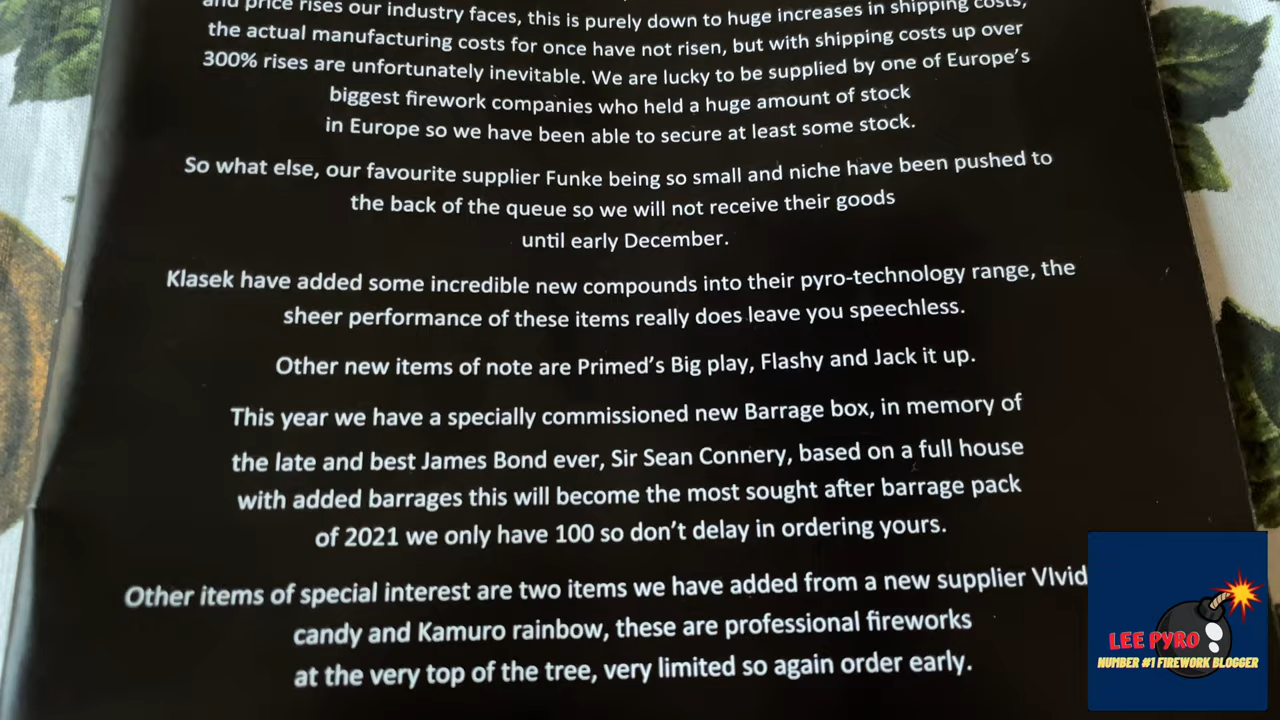 and price rises our industry faces, this is purely down to huge increases in shipping costs,
the actual manufacturing costs for once have not risen, but with shipping costs up over
300% rises are unfortunately inevitable. We are lucky to be supplied by one of Europe's
biggest firework companies who held a huge amount of stock
in Europe so we have been able to secure at least some stock.
So what else, our favourite supplier Funke being so small and niche have been pushed to
the back of the queue so we will not receive their goods
until early December.
Klasek have added some incredible new compounds into their pyro-technology range, the
sheer performance of these items really does leave you speechless.
Other new items of note are Primed's Big play, Flashy and Jack it up.
This year we have a specially commissioned new Barrage box, in memory of
the late and best James Bond ever, Sir Sean Connery, based on a full house
with added barrages this will become the most sought after barrage pack
of 2021 we only have 100 so don't delay in ordering yours.
Other items of special interest are two items we have added from a new supplier VIvid
candy and Kamuro rainbow, these are professional fireworks
at the very top of the tree, very limited so again order early.
LEE PYRO
NUMBER #1 FIREWORK BLOGGER